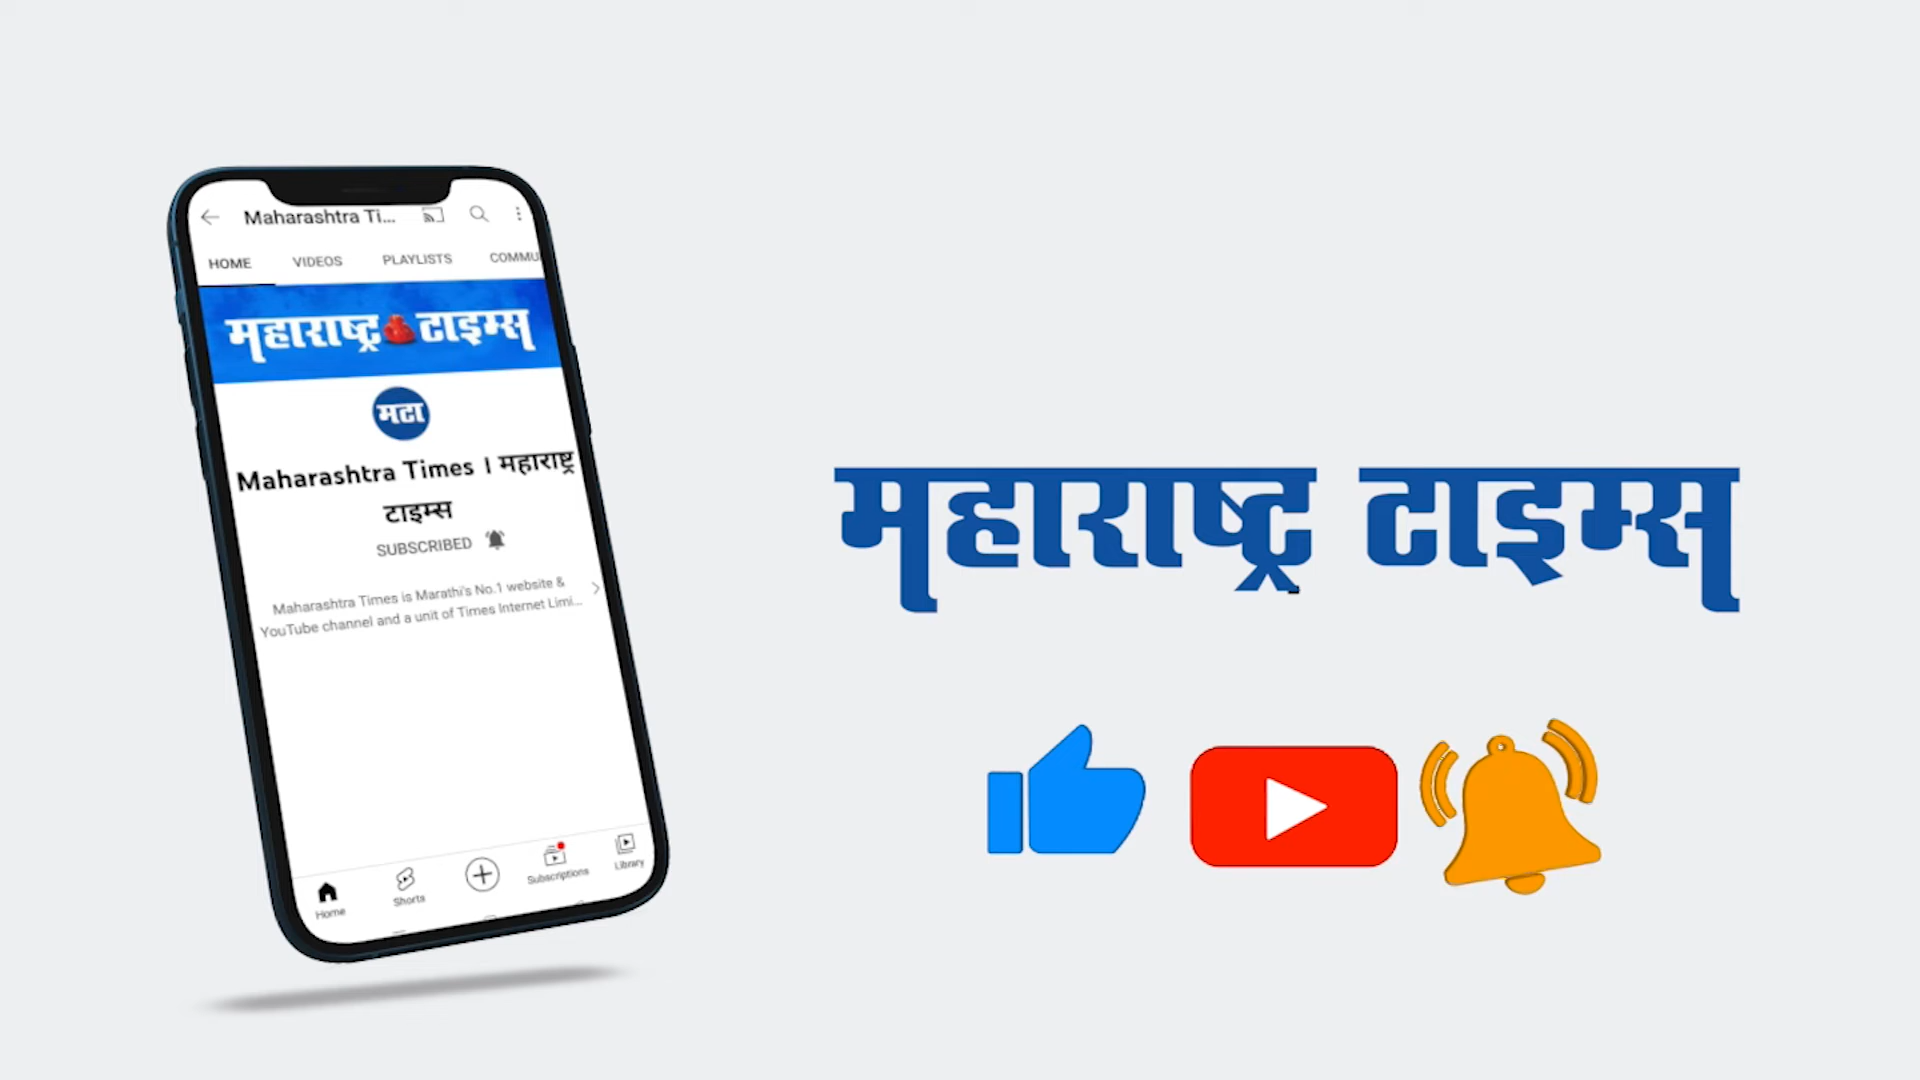 Maharashtra Ti...
HOME VIDEOS PLAYLISTS COMMU
महाराष्ट्र टाइम्स
मटा
Maharashtra Times । महाराष्ट्र
टाइम्स
SUBSCRIBED
Maharashtra Times is Marathi's No.1 website &
YouTube channel and a unit of Times Internet Limi...
Home Shorts Subscriptions Library
महाराष्ट्र टाइम्स